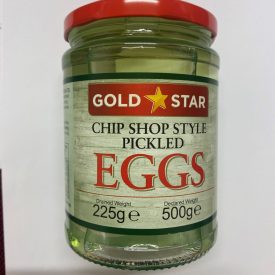 GOLD STAR
CHIP SHOP STYLE
PICKLED
EGGS
Drained Weight Declared Weight
225g℮ 500g℮